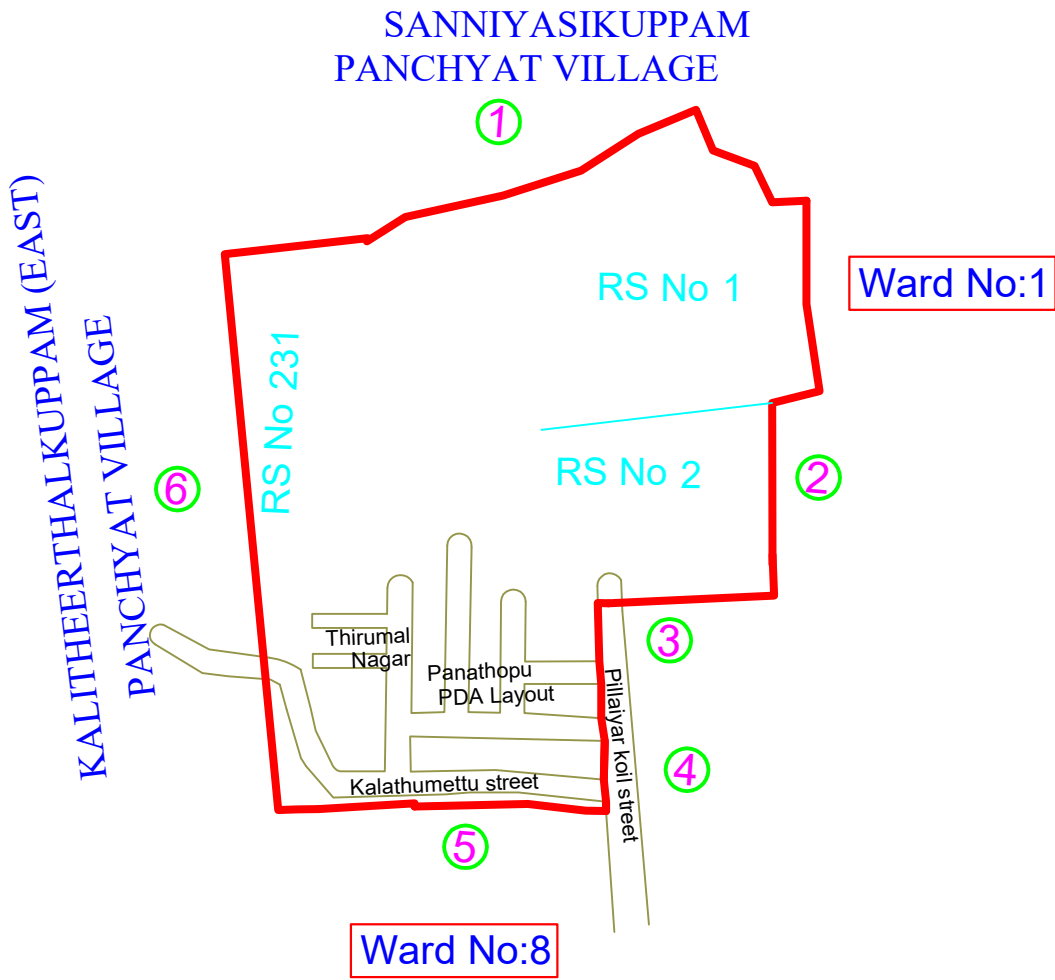 SANNIYASIKUPPAM
PANCHYAT VILLAGE
1
KALITHEERTHALKUPPAM (EAST)
PANCHYAT VILLAGE
RS No 1
Ward No:1
RS No 231
RS No 2
2
6
Thirumal
Nagar
3
Panathopu
PDA Layout
Pillaiyar koil street
4
Kalathumettu street
5
Ward No:8